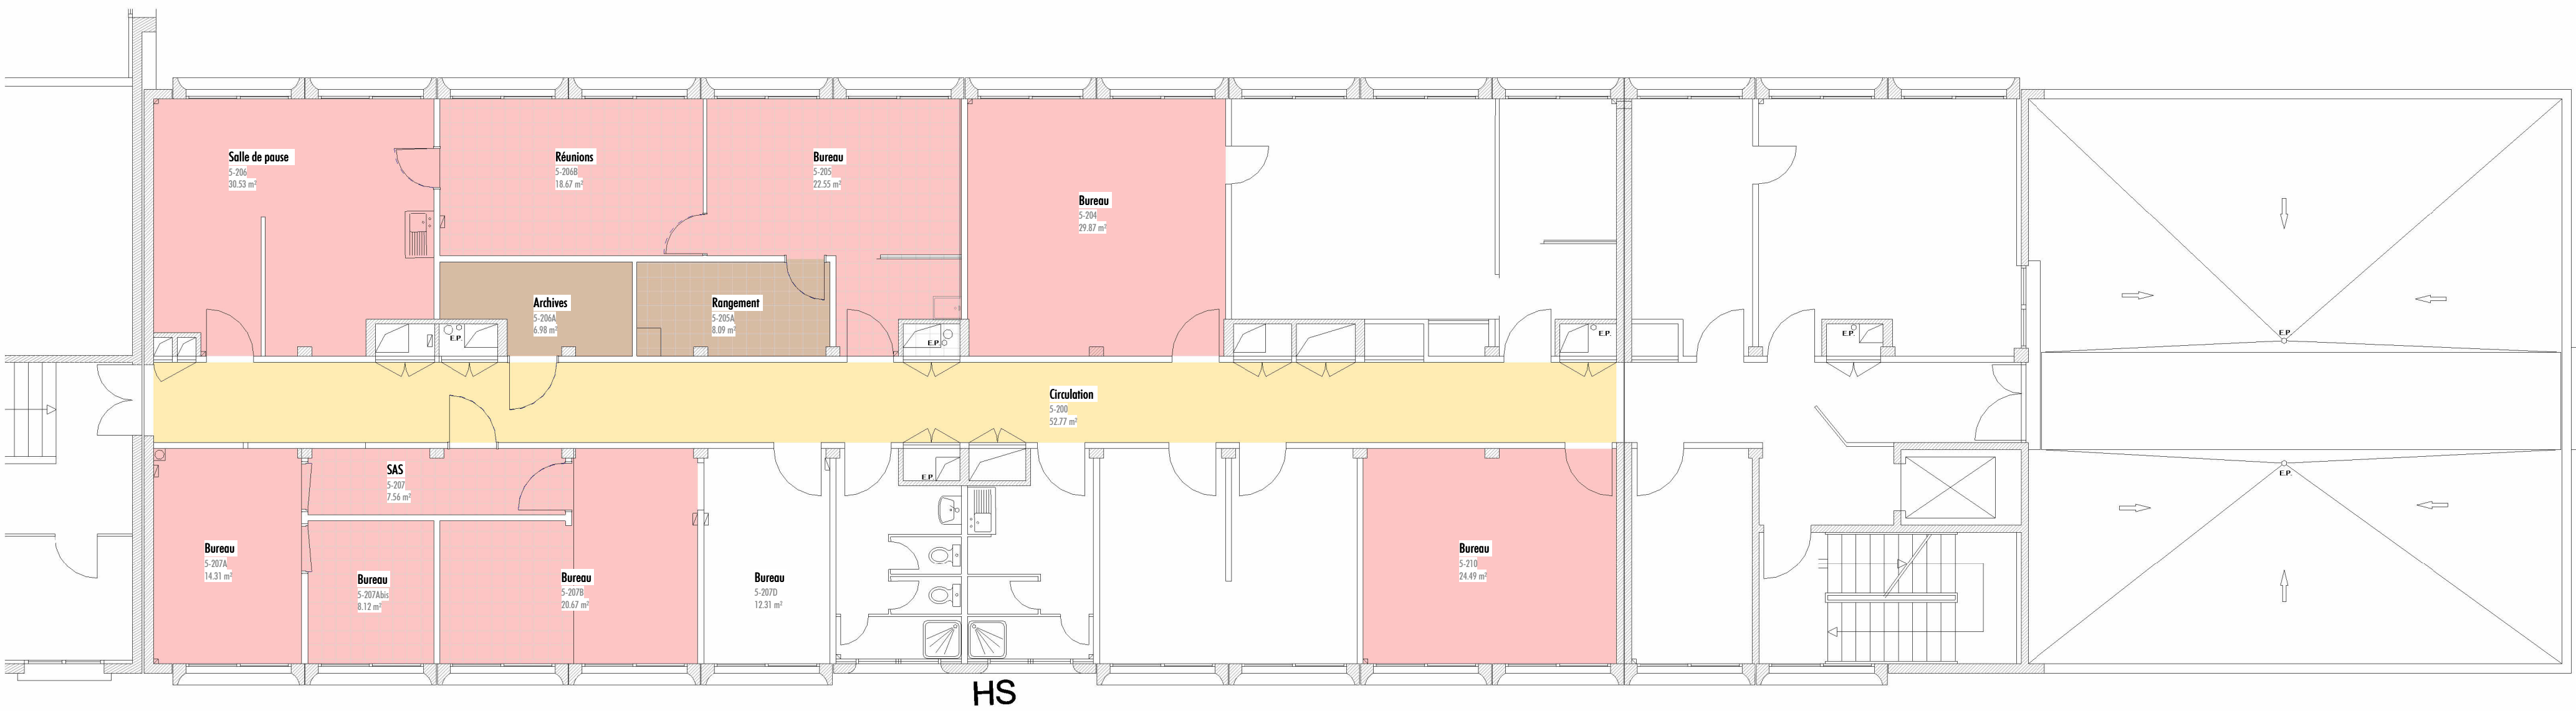 Salle de pause
5-206
30.53 m²
Réunions
5-206B
18.67 m²
Bureau
5-205
22.55 m²
Bureau
5-204
29.87 m²
Archives
5-206A
6.98 m²
Rangement
5-205A
8.09 m²
E.P.
E.P.
E.P.
E.P.
E.P.
Circulation
5-200
52.77 m²
SAS
5-207
7.56 m²
E.P.
E.P.
Bureau
5-207A
14.31 m²
Bureau
5-207Abis
8.12 m²
Bureau
5-207B
20.67 m²
Bureau
5-207D
12.31 m²
Bureau
5-210
24.49 m²
HS